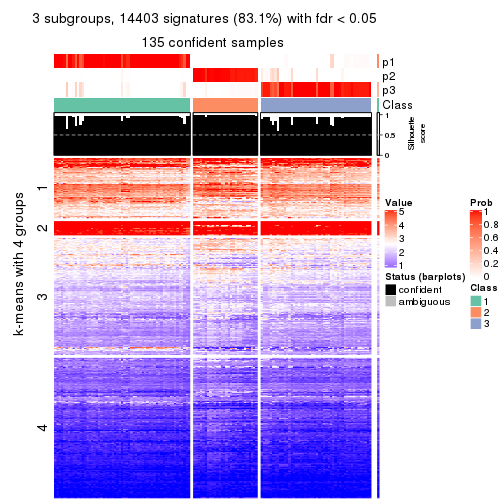 3 subgroups, 14403 signatures (83.1%) with fdr < 0.05
135 confident samples
p1
p2
p3
Class
1
0.5
0
Silhouette
score
k-means with 4 groups
1
2
3
4
Value
5
4
3
2
1
Status (barplots)
confident
ambiguous
Prob
1
0.8
0.6
0.4
0.2
0
Class
1
2
3